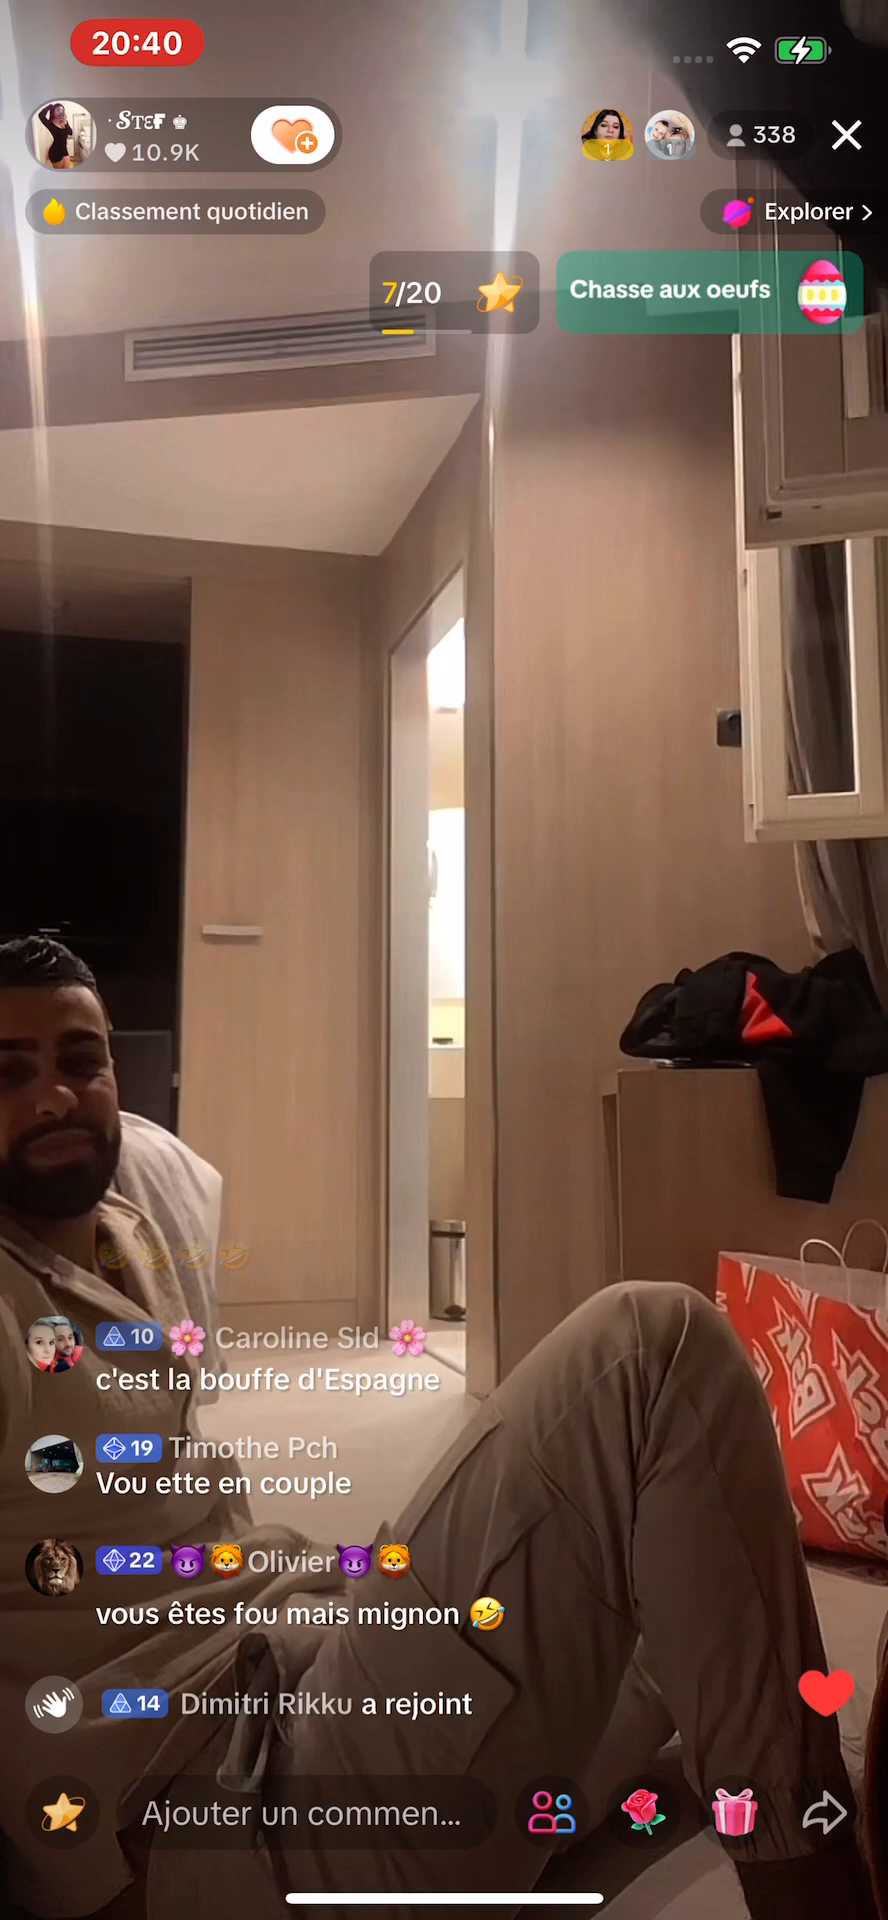 20:40
· STEF ♚
10.9K
1
1
338
Classement quotidien
Explorer >
7/20
Chasse aux oeufs
10 🌸 Caroline Sld 🌸
c'est la bouffe d'Espagne
19 Timothe Pch
Vou ette en couple
22 😈🦁Olivier😈🦁
vous êtes fou mais mignon 🤣
14 Dimitri Rikku a rejoint
Ajouter un commen...